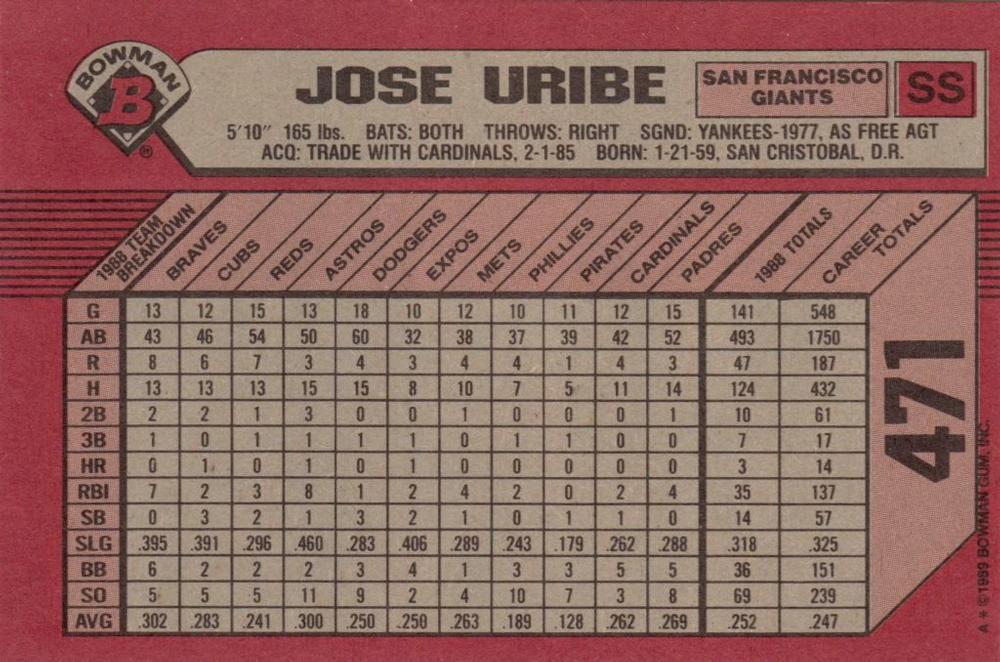 BOWMAN
B
®
JOSE URIBE
SAN FRANCISCO
GIANTS
SS
5'10" 165 lbs. BATS: BOTH THROWS: RIGHT SGND: YANKEES-1977, AS FREE AGT
ACQ: TRADE WITH CARDINALS, 2-1-85 BORN: 1-21-59, SAN CRISTOBAL, D.R.
1988 TEAM BREAKDOWN BRAVES CUBS REDS ASTROS DODGERS EXPOS METS PHILLIES PIRATES CARDINALS PADRES 1988 TOTALS CAREER TOTALS
G 13 12 15 13 18 10 12 10 11 12 15 141 548
AB 43 46 54 50 60 32 38 37 39 42 52 493 1750
R 8 6 7 3 4 3 4 4 1 4 3 47 187
H 13 13 13 15 15 8 10 7 5 11 14 124 432
2B 2 2 1 3 0 0 1 0 0 0 1 10 61
3B 1 0 1 1 1 1 0 1 1 0 0 7 17
HR 0 1 0 1 0 1 0 0 0 0 0 3 14
RBI 7 2 3 8 1 2 4 2 0 2 4 35 137
SB 0 3 2 1 3 2 1 0 1 1 0 14 57
SLG .395 .391 .296 .460 .283 .406 .289 .243 .179 .262 .288 .318 .325
BB 6 2 2 2 3 4 1 3 3 5 5 36 151
SO 5 5 5 11 9 2 4 10 7 3 8 69 239
AVG .302 .283 .241 .300 .250 .250 .263 .189 .128 .262 .269 .252 .247
471
A * © 1989 BOWMAN GUM, INC.